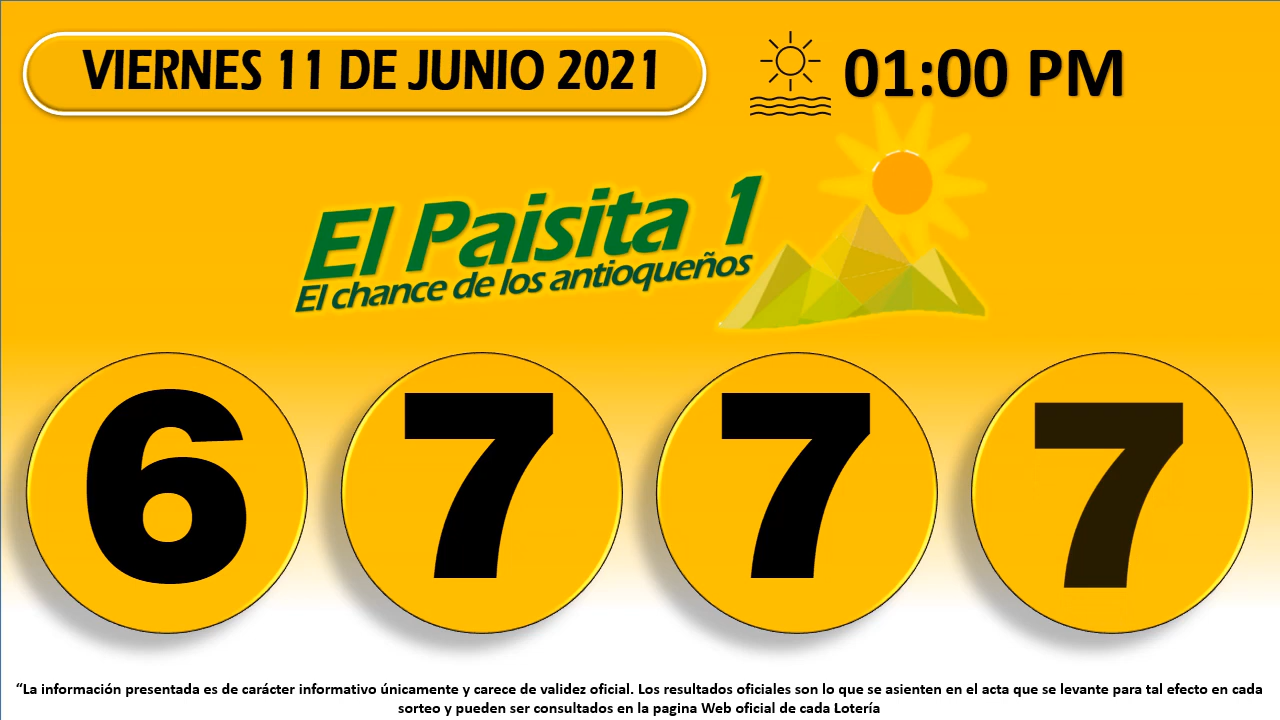 VIERNES 11 DE JUNIO 2021
01:00 PM
El Paisita 1
El chance de los antioqueños
6 7 7 7
“La información presentada es de carácter informativo únicamente y carece de validez oficial. Los resultados oficiales son lo que se asienten en el acta que se levante para tal efecto en cada
sorteo y pueden ser consultados en la pagina Web oficial de cada Lotería